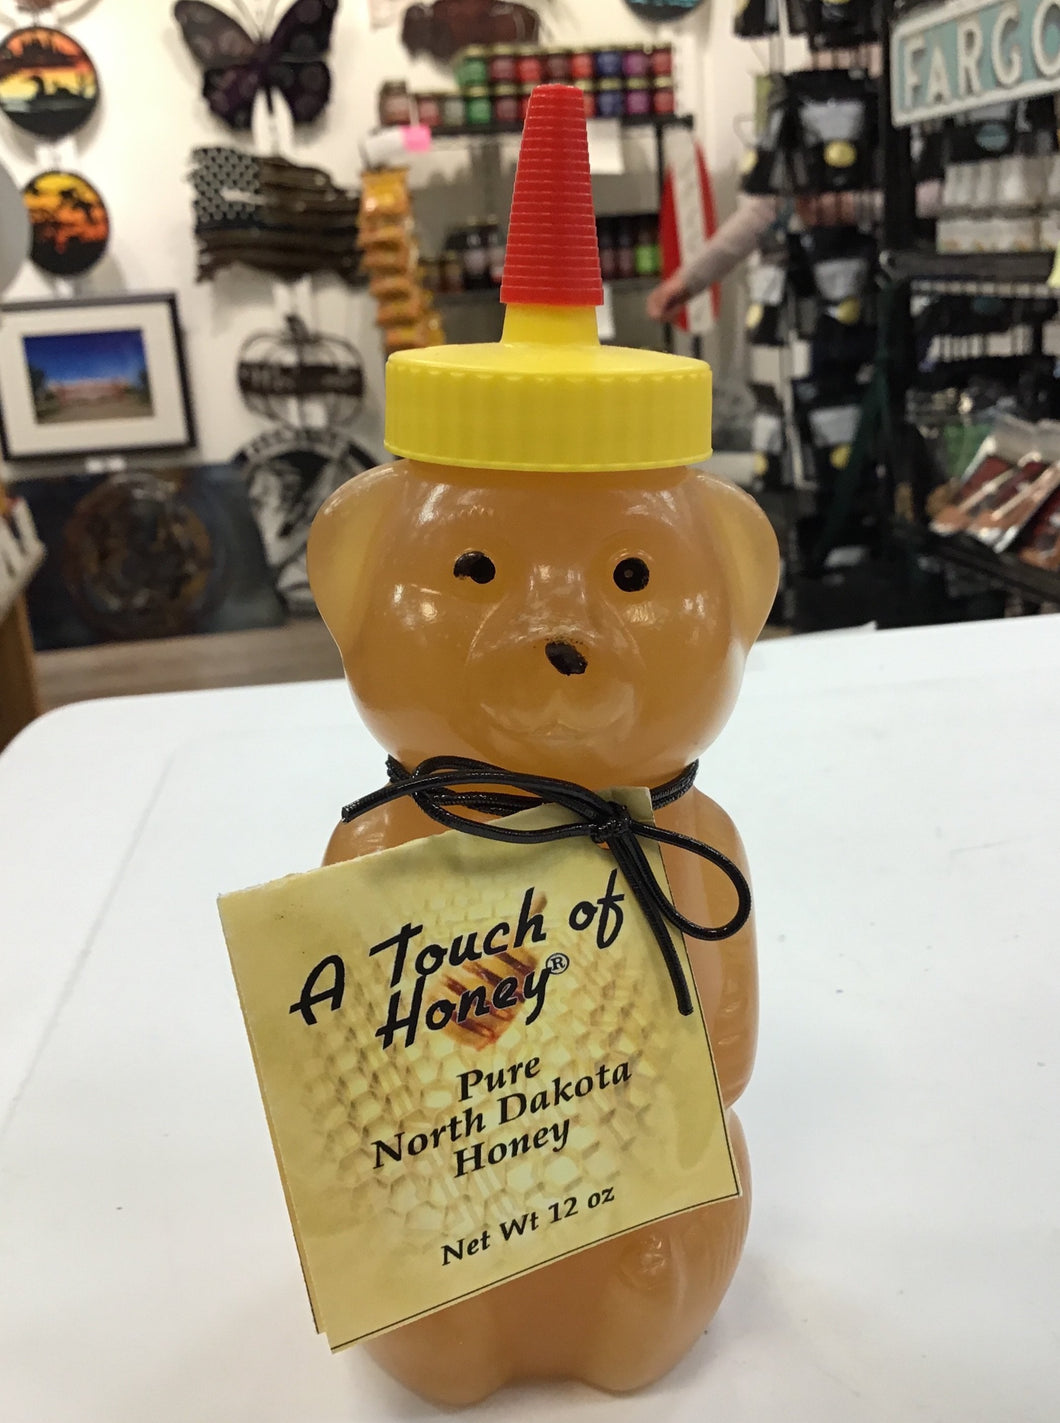 FARGO
A Touch of
Honey®
Pure
North Dakota
Honey
Net Wt 12 oz